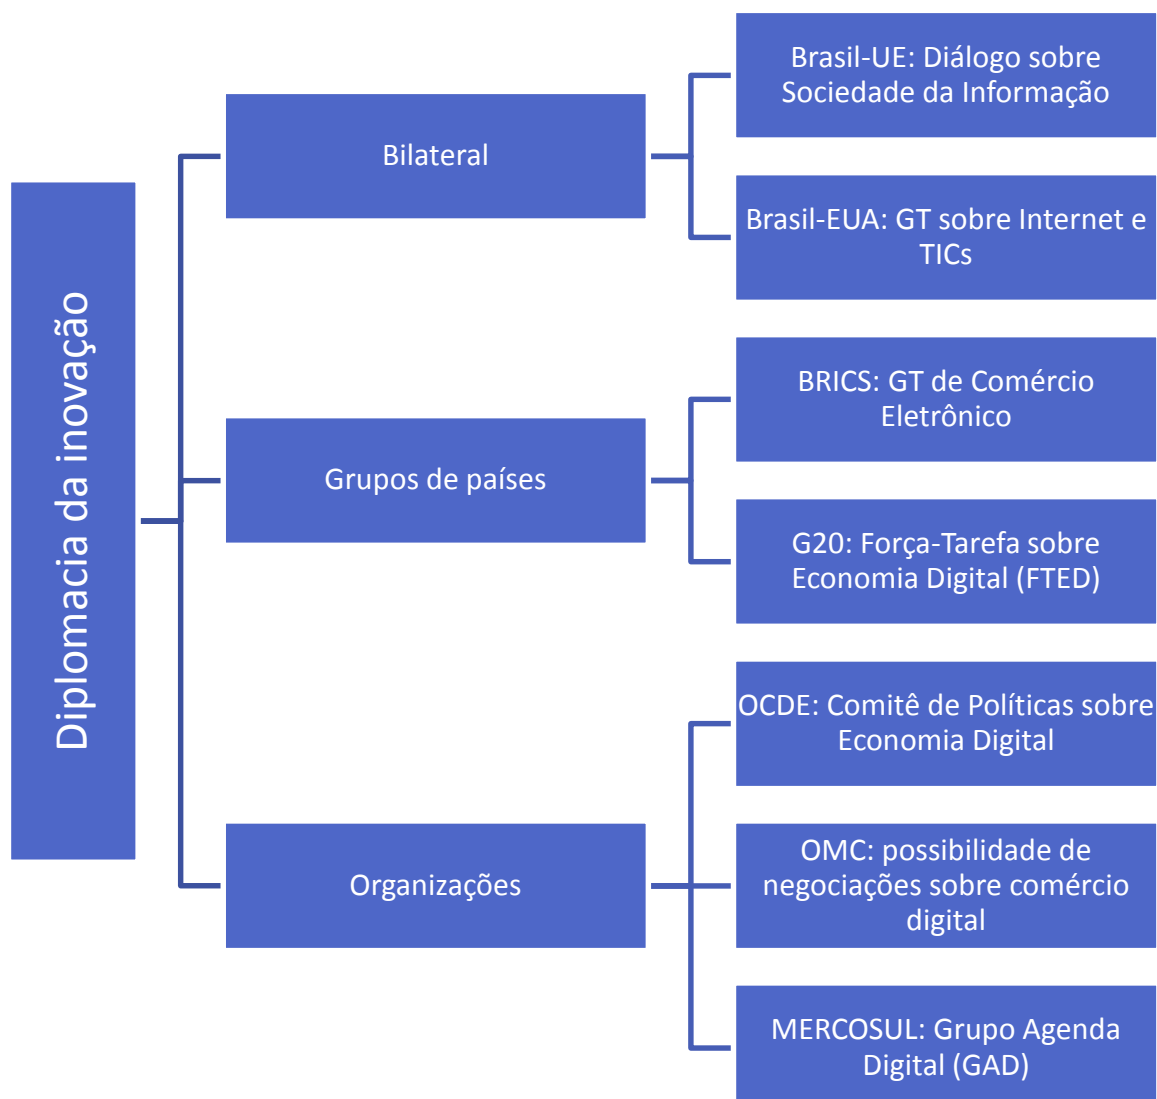 Diplomacia da inovação
Bilateral
Brasil-UE: Diálogo sobre
Sociedade da Informação
Brasil-EUA: GT sobre Internet e
TICs
Grupos de países
BRICS: GT de Comércio
Eletrônico
G20: Força-Tarefa sobre
Economia Digital (FTED)
Organizações
OCDE: Comitê de Políticas sobre
Economia Digital
OMC: possibilidade de
negociações sobre comércio
digital
MERCOSUL: Grupo Agenda
Digital (GAD)